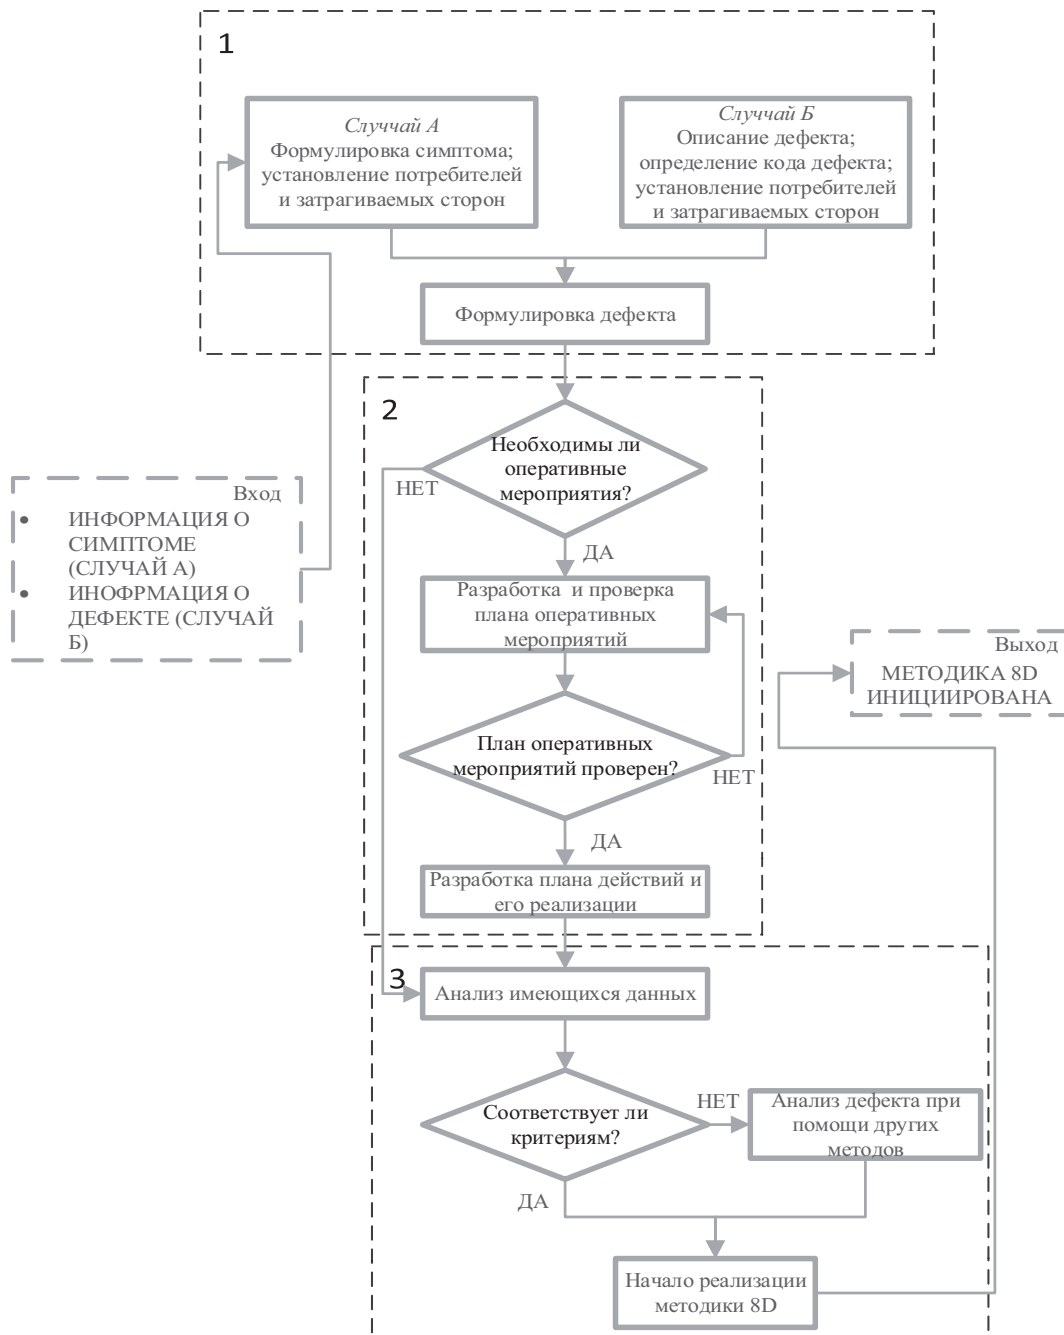 1
Случчай А
Формулировка симптома;
установление потребителей
и затрагиваемых сторон
Случчай Б
Описание дефекта;
определение кода дефекта;
установление потребителей
и затрагиваемых сторон
Формулировка дефекта
2
Необходимы ли
оперативные
мероприятия?
НЕТ
ДА
Вход
• ИНФОРМАЦИЯ О
СИМПТОМЕ
(СЛУЧАЙ А)
• ИНОФРМАЦИЯ О
ДЕФЕКТЕ (СЛУЧАЙ
Б)
Разработка и проверка
плана оперативных
мероприятий
Выход
МЕТОДИКА 8D
ИНИЦИИРОВАНА
План оперативных
мероприятий проверен?
НЕТ
ДА
Разработка плана действий и
его реализации
3
Анализ имеющихся данных
Соответствует ли
критериям?
НЕТ
Анализ дефекта при
помощи других
методов
ДА
Начало реализации
методики 8D